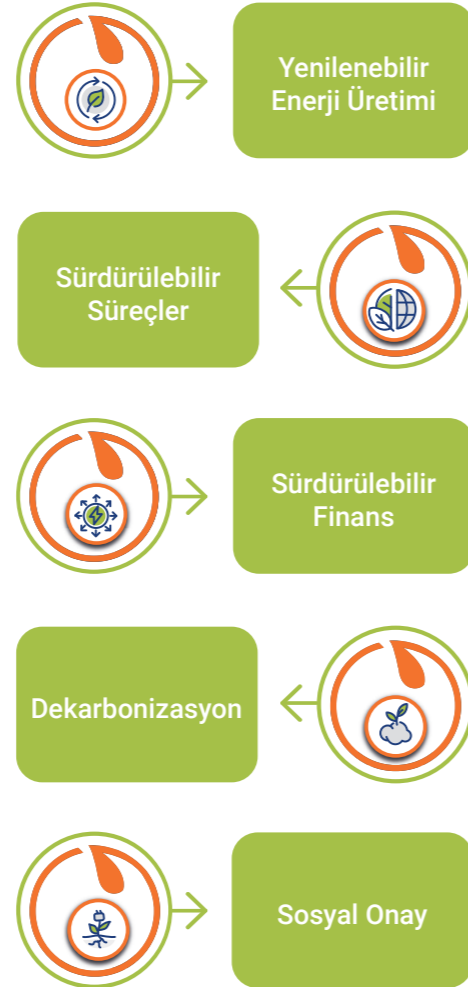 Yenilenebilir
Enerji Üretimi
Sürdürülebilir
Süreçler
Sürdürülebilir
Finans
Dekarbonizasyon
Sosyal Onay